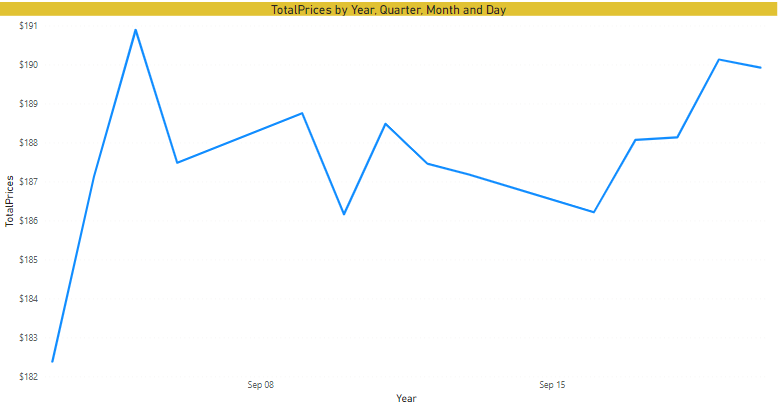 TotalPrices by Year, Quarter, Month and Day
$191
$190
$189
$188
$187
$186
$185
$184
$183
$182
TotalPrices
Sep 08
Sep 15
Year